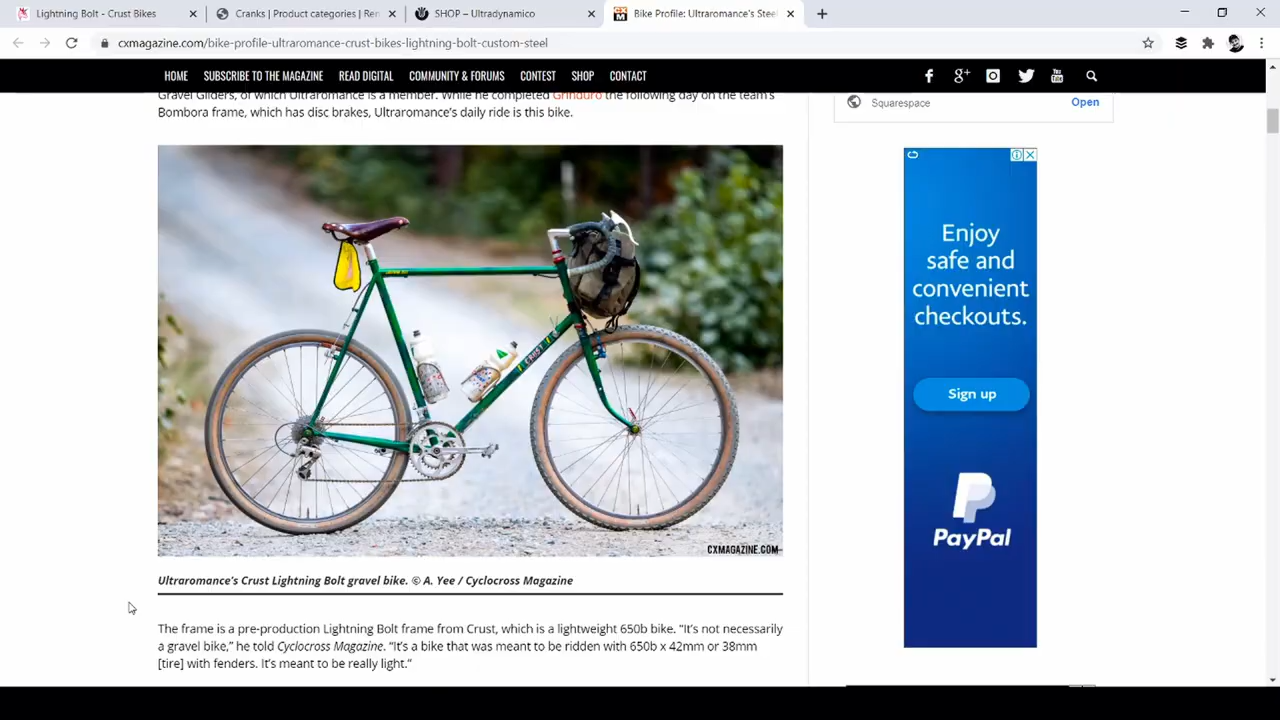 Lightning Bolt - Crust Bikes
Cranks | Product categories | Ren
SHOP – Ultradynamico
Bike Profile: Ultraromance's Steel
cxmagazine.com/bike-profile-ultraromance-crust-bikes-lightning-bolt-custom-steel
HOME SUBSCRIBE TO THE MAGAZINE READ DIGITAL COMMUNITY & FORUMS CONTEST SHOP CONTACT
Gravel Gliders, of which Ultraromance is a member. While he completed Grinduro the following day on the team's
Bombora frame, which has disc brakes, Ultraromance's daily ride is this bike.
Squarespace
Open
CRUST
CXMAGAZINE.COM
Enjoy
safe and
convenient
checkouts.
Sign up
PayPal
Ultraromance's Crust Lightning Bolt gravel bike. © A. Yee / Cyclocross Magazine
The frame is a pre-production Lightning Bolt frame from Crust, which is a lightweight 650b bike. "It's not necessarily
a gravel bike," he told Cyclocross Magazine. "It's a bike that was meant to be ridden with 650b x 42mm or 38mm
[tire] with fenders. It's meant to be really light."